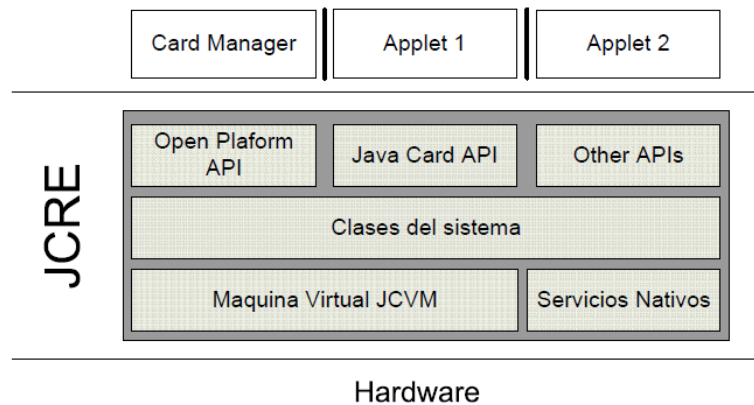 Card Manager
Applet 1
Applet 2
JCRE
Open Plaform
API
Java Card API
Other APIs
Clases del sistema
Maquina Virtual JCVM
Servicios Nativos
Hardware